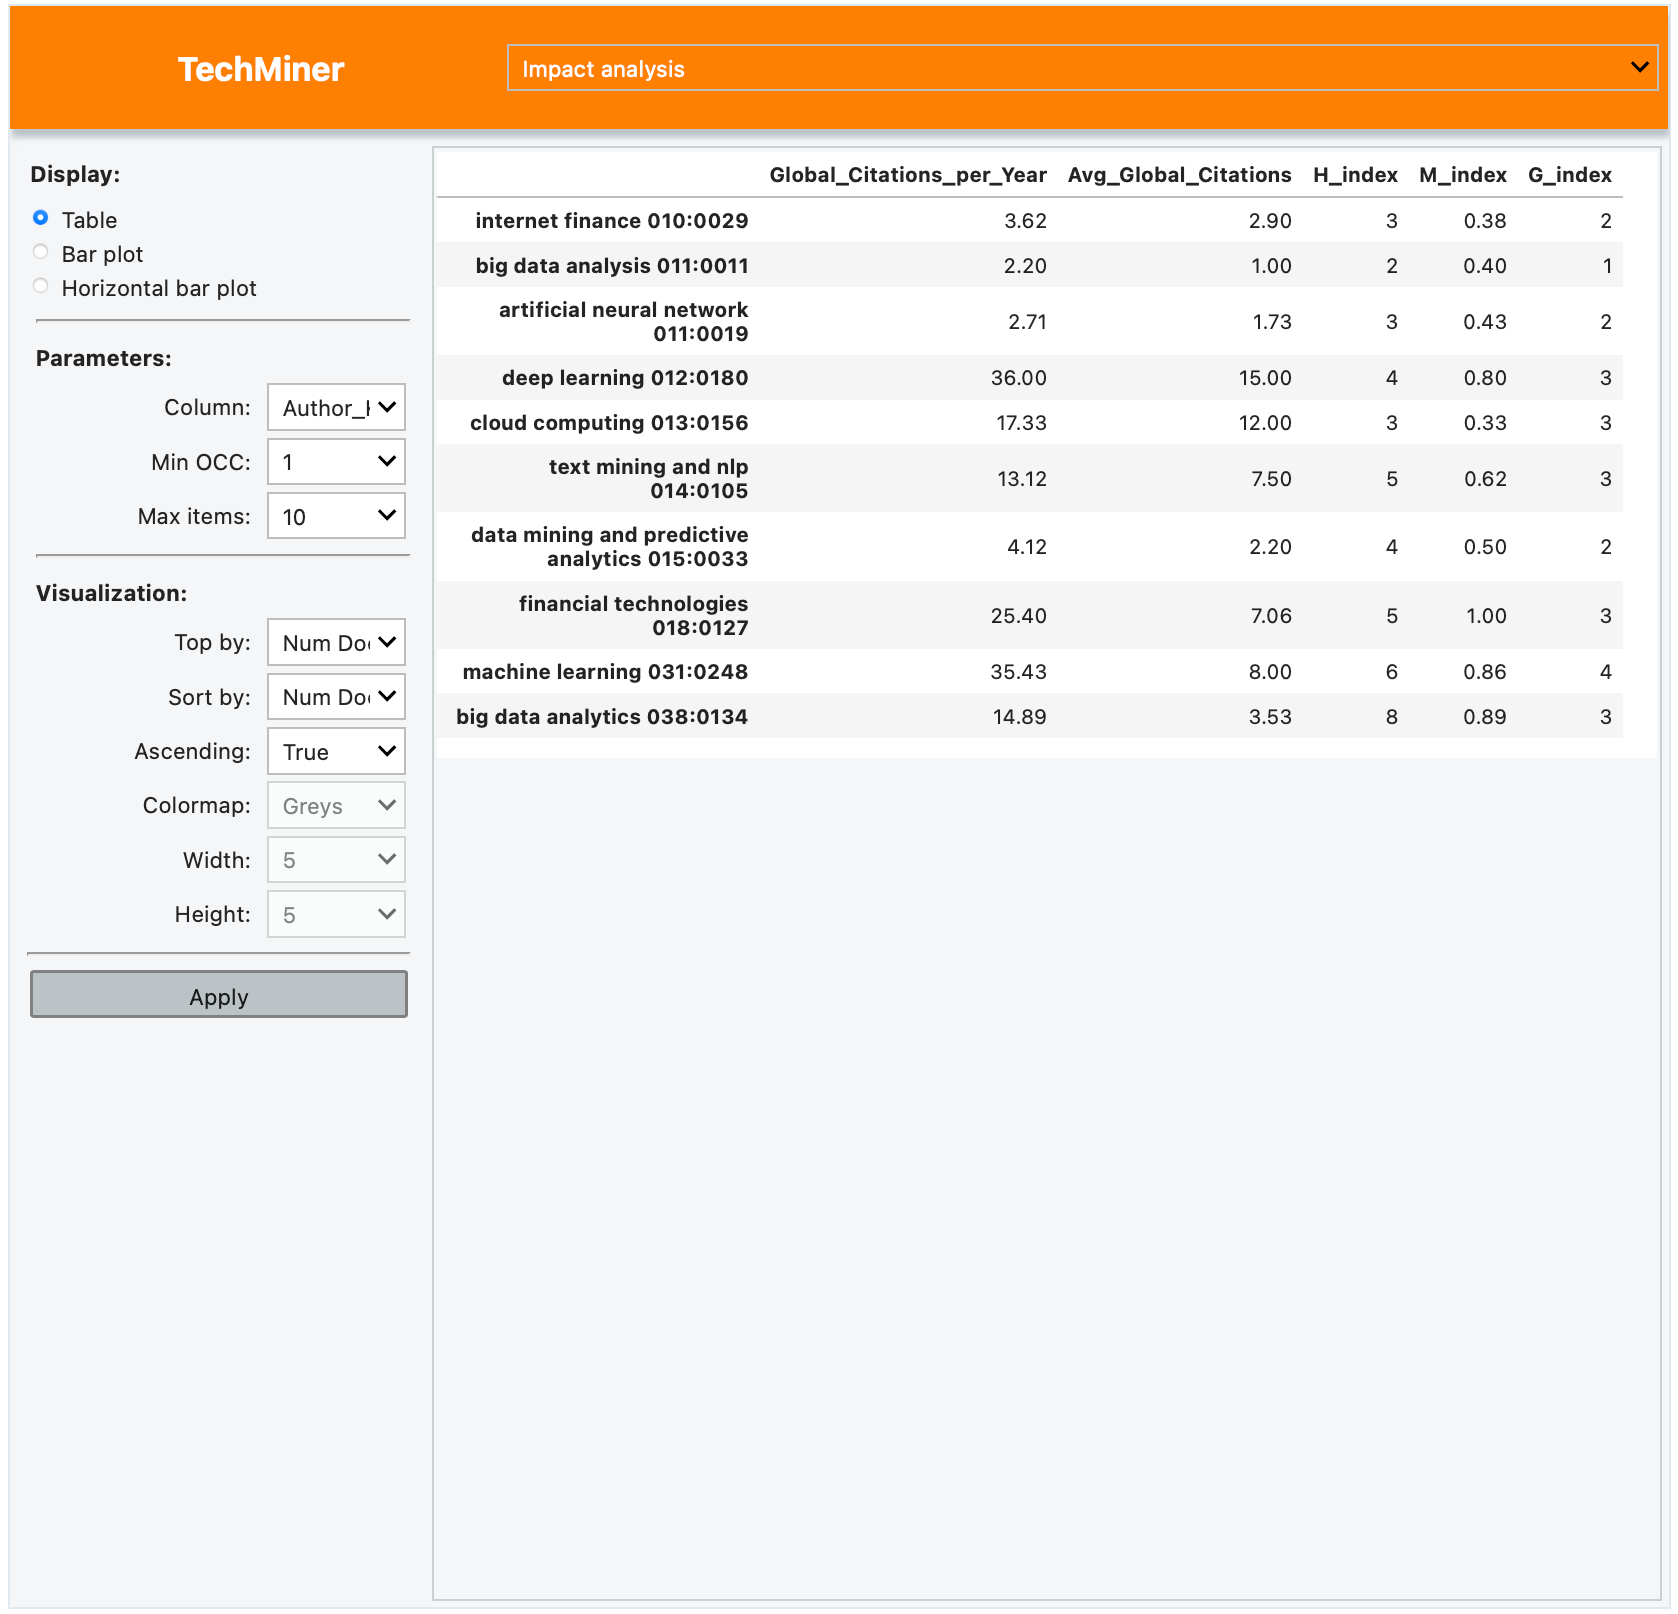 TechMiner
Impact analysis
Display:
Table
Bar plot
Horizontal bar plot
Parameters:
Column: Author_
Min OCC: 1
Max items: 10
Visualization:
Top by: Num Do
Sort by: Num Do
Ascending: True
Colormap: Greys
Width: 5
Height: 5
Apply
Global_Citations_per_Year Avg_Global_Citations H_index M_index G_index
internet finance 010:0029 3.62 2.90 3 0.38 2
big data analysis 011:0011 2.20 1.00 2 0.40 1
artificial neural network
011:0019 2.71 1.73 3 0.43 2
deep learning 012:0180 36.00 15.00 4 0.80 3
cloud computing 013:0156 17.33 12.00 3 0.33 3
text mining and nlp
014:0105 13.12 7.50 5 0.62 3
data mining and predictive
analytics 015:0033 4.12 2.20 4 0.50 2
financial technologies
018:0127 25.40 7.06 5 1.00 3
machine learning 031:0248 35.43 8.00 6 0.86 4
big data analytics 038:0134 14.89 3.53 8 0.89 3